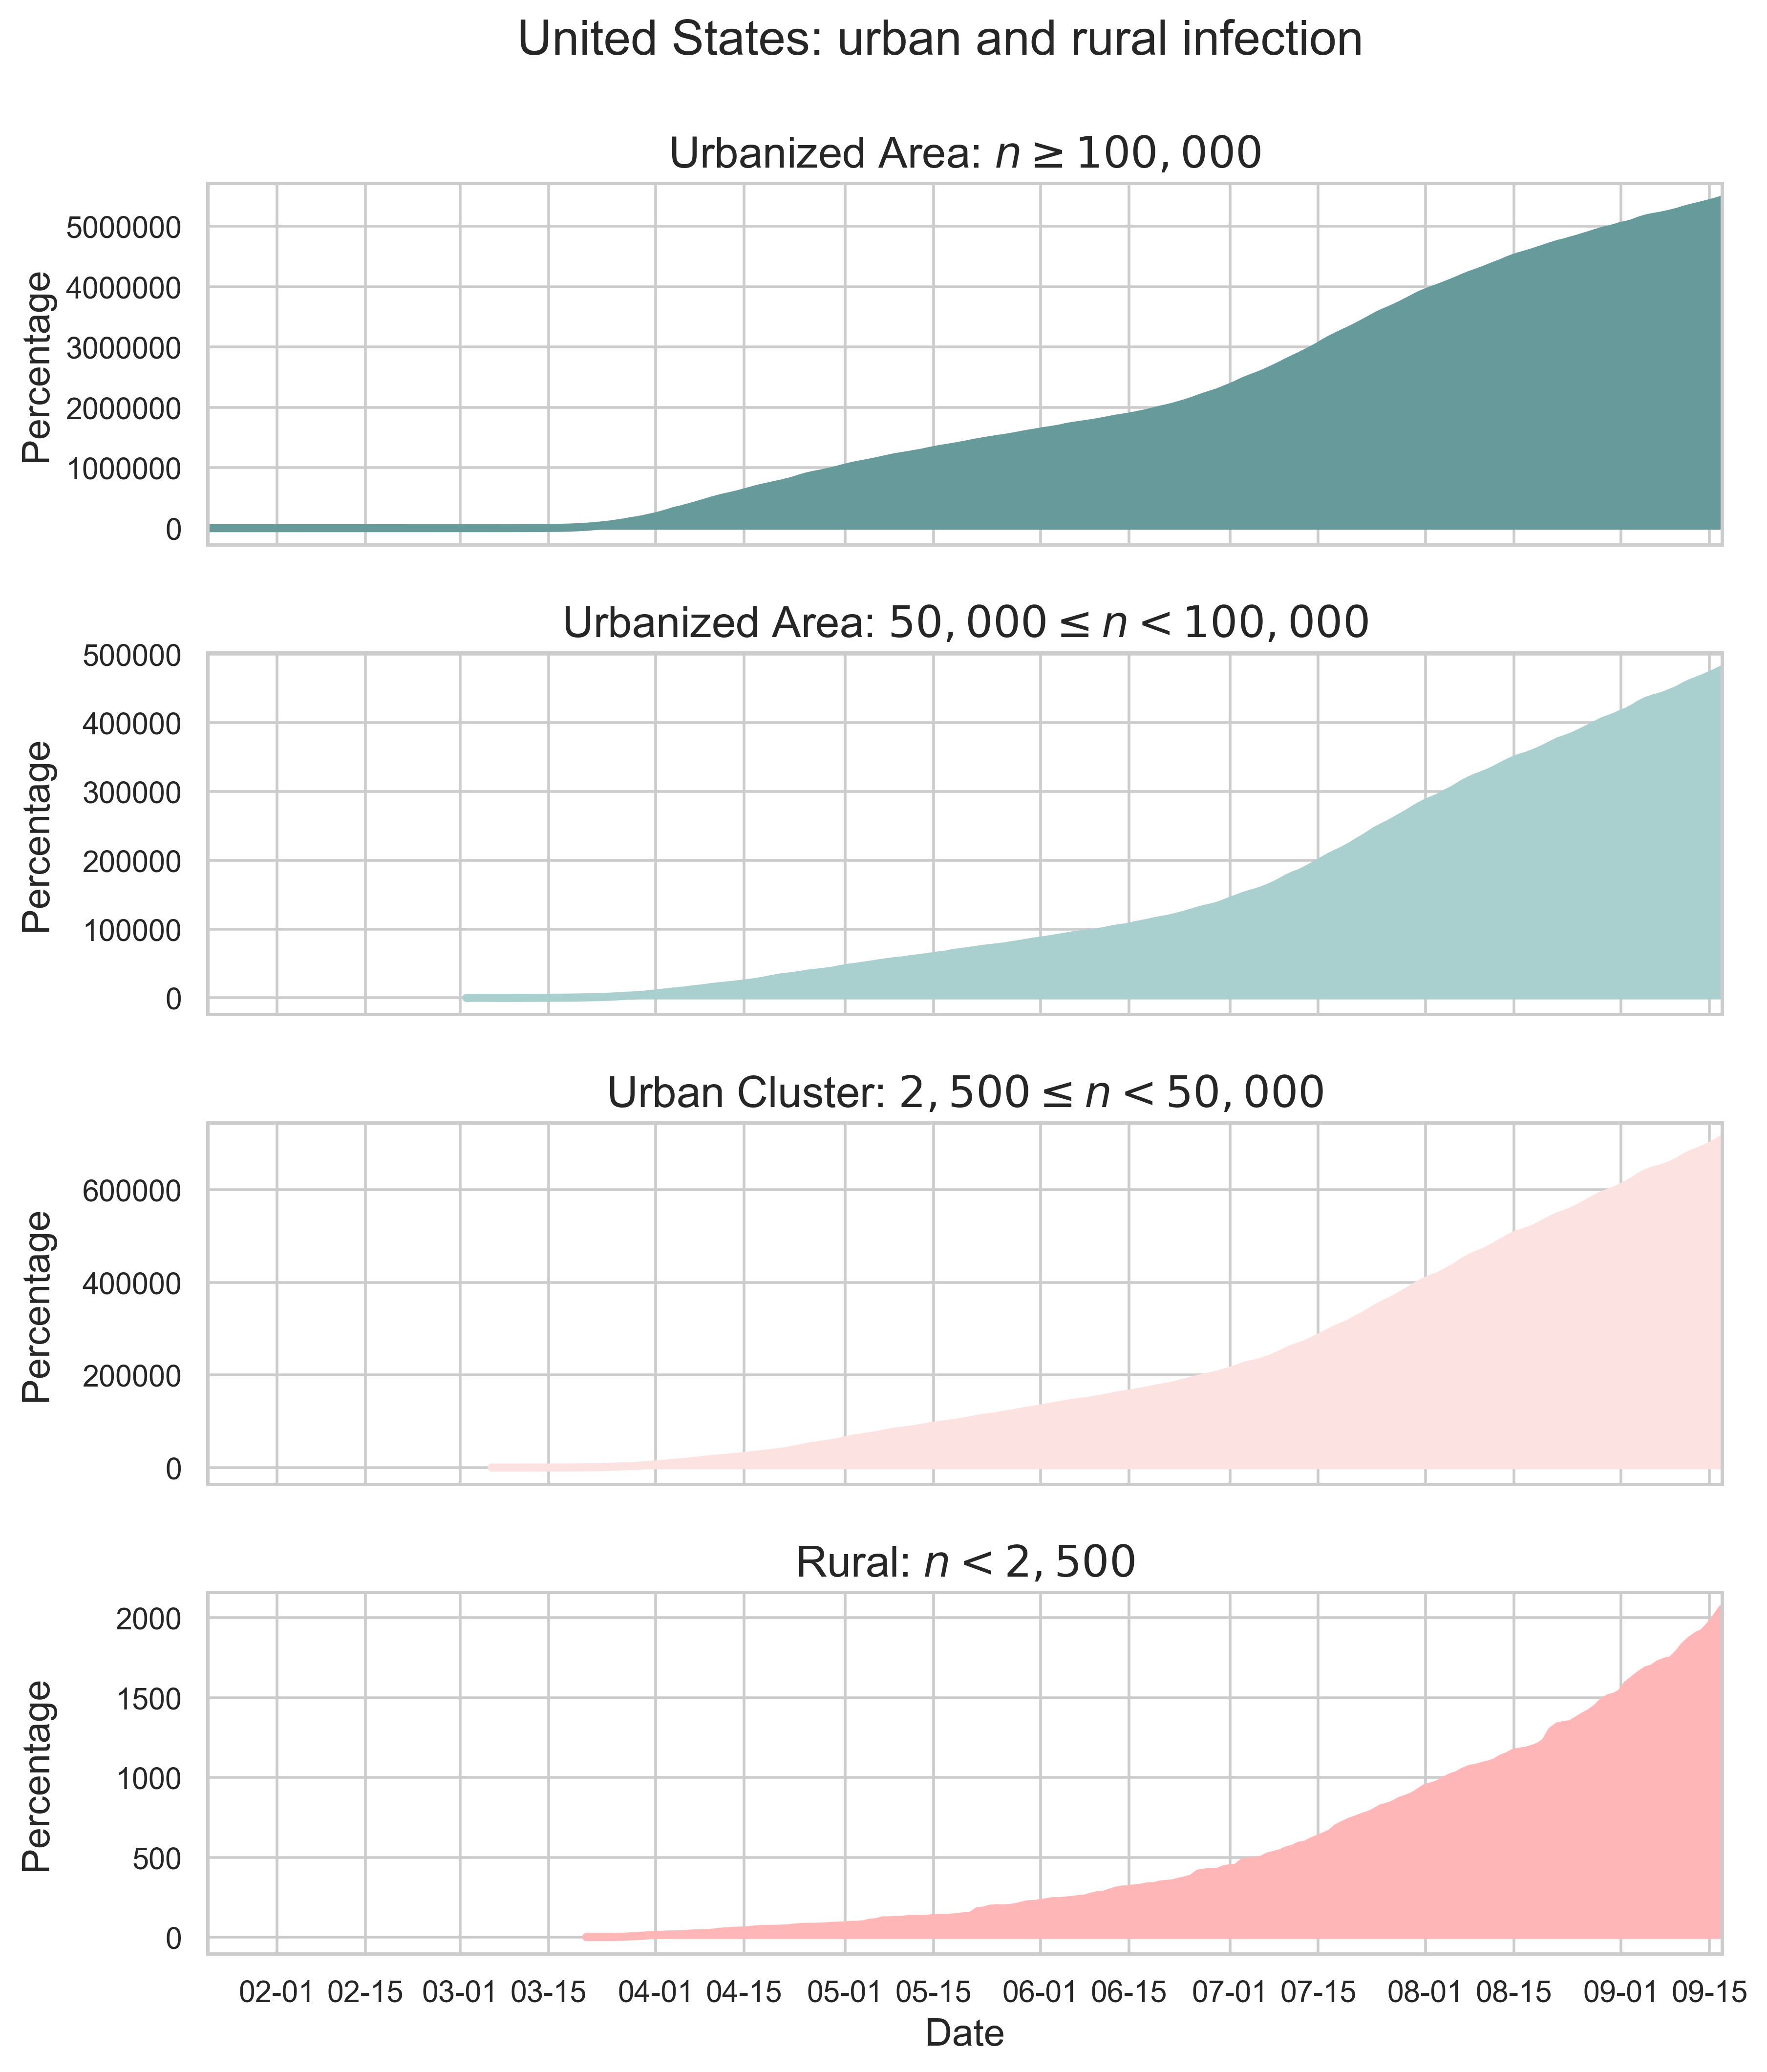 United States: urban and rural infection
Urbanized Area: n ≥ 100,000
Percentage
5000000
4000000
3000000
2000000
1000000
0
Urbanized Area: 50,000 ≤ n < 100,000
Percentage
500000
400000
300000
200000
100000
0
Urban Cluster: 2,500 ≤ n < 50,000
Percentage
600000
400000
200000
0
Rural: n < 2,500
Percentage
2000
1500
1000
500
0
02-01 02-15 03-01 03-15 04-01 04-15 05-01 05-15 06-01 06-15 07-01 07-15 08-01 08-15 09-01 09-15
Date